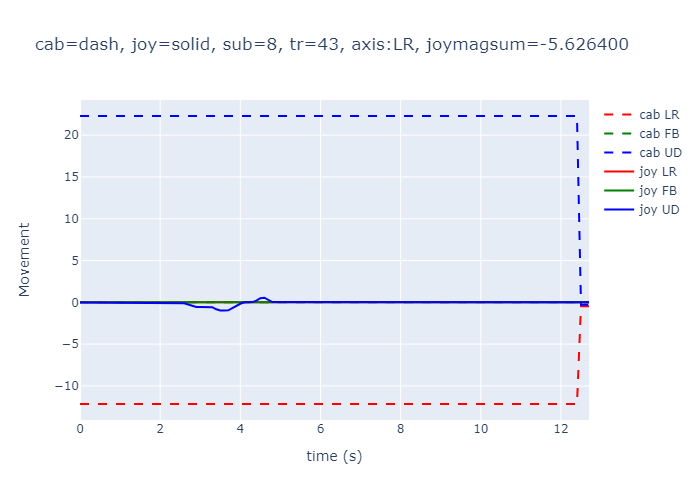 cab=dash, joy=solid, sub=8, tr=43, axis:LR, joymagsum=-5.626400
cab LR
cab FB
cab UD
joy LR
joy FB
joy UD
Movement
20
15
10
5
0
−5
−10
0 2 4 6 8 10 12
time (s)